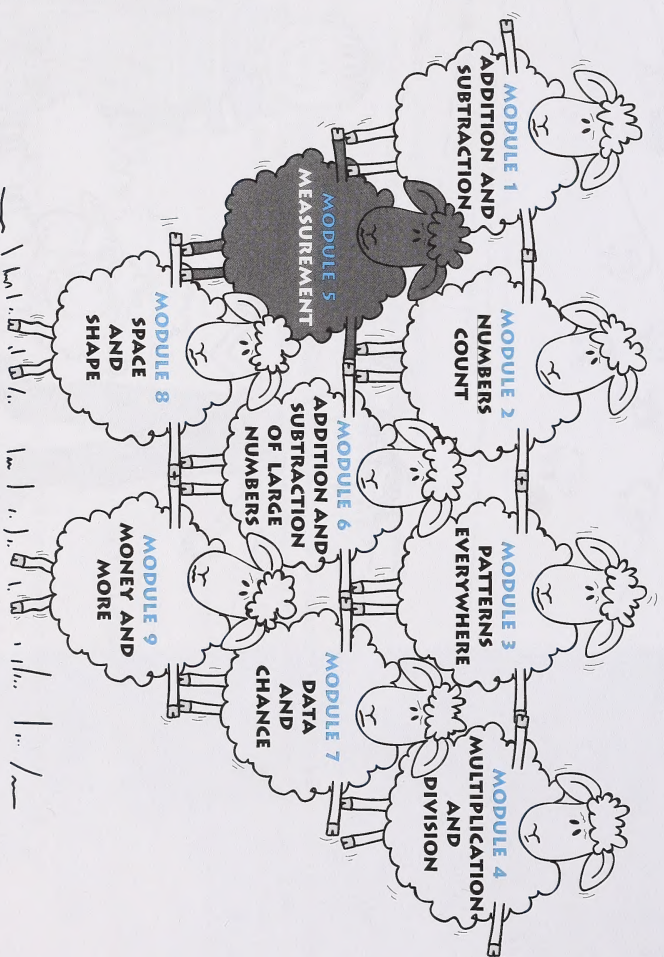 MODULE 1
ADDITION AND
SUBTRACTION
MODULE 2
NUMBERS
COUNT
MODULE 3
PATTERNS
EVERYWHERE
MODULE 4
MULTIPLICATION
AND
DIVISION
MODULE 5
MEASUREMENT
MODULE 6
ADDITION AND
SUBTRACTION
OF LARGE
NUMBERS
MODULE 7
DATA
AND
CHANCE
MODULE 8
SPACE
AND
SHAPE
MODULE 9
MONEY AND
MORE